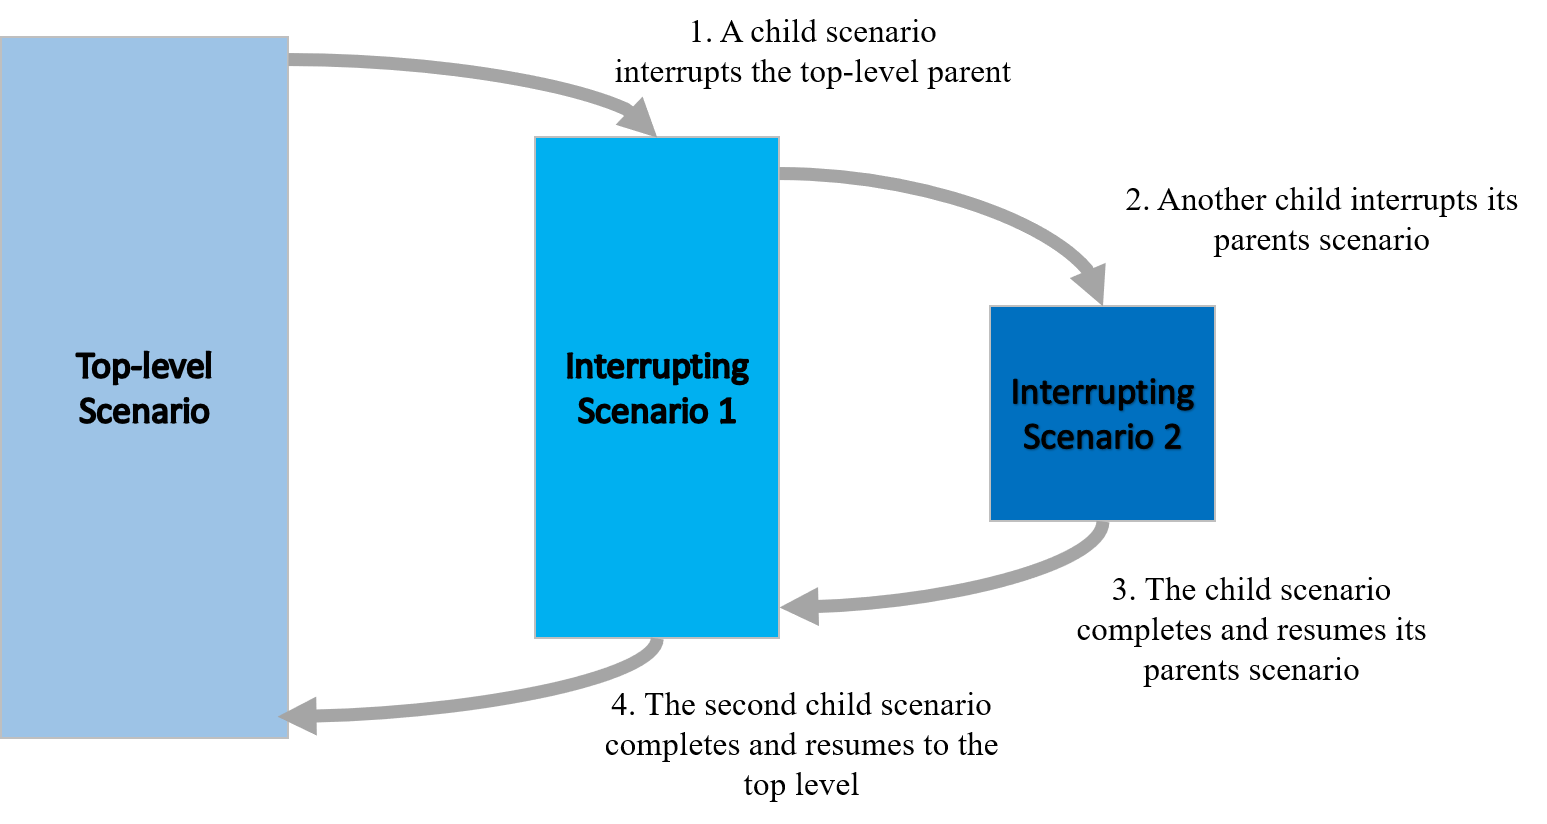 1. A child scenario
interrupts the top-level parent
2. Another child interrupts its
parents scenario
Top-level
Scenario
Interrupting
Scenario 1
Interrupting
Scenario 2
3. The child scenario
completes and resumes its
parents scenario
4. The second child scenario
completes and resumes to the
top level